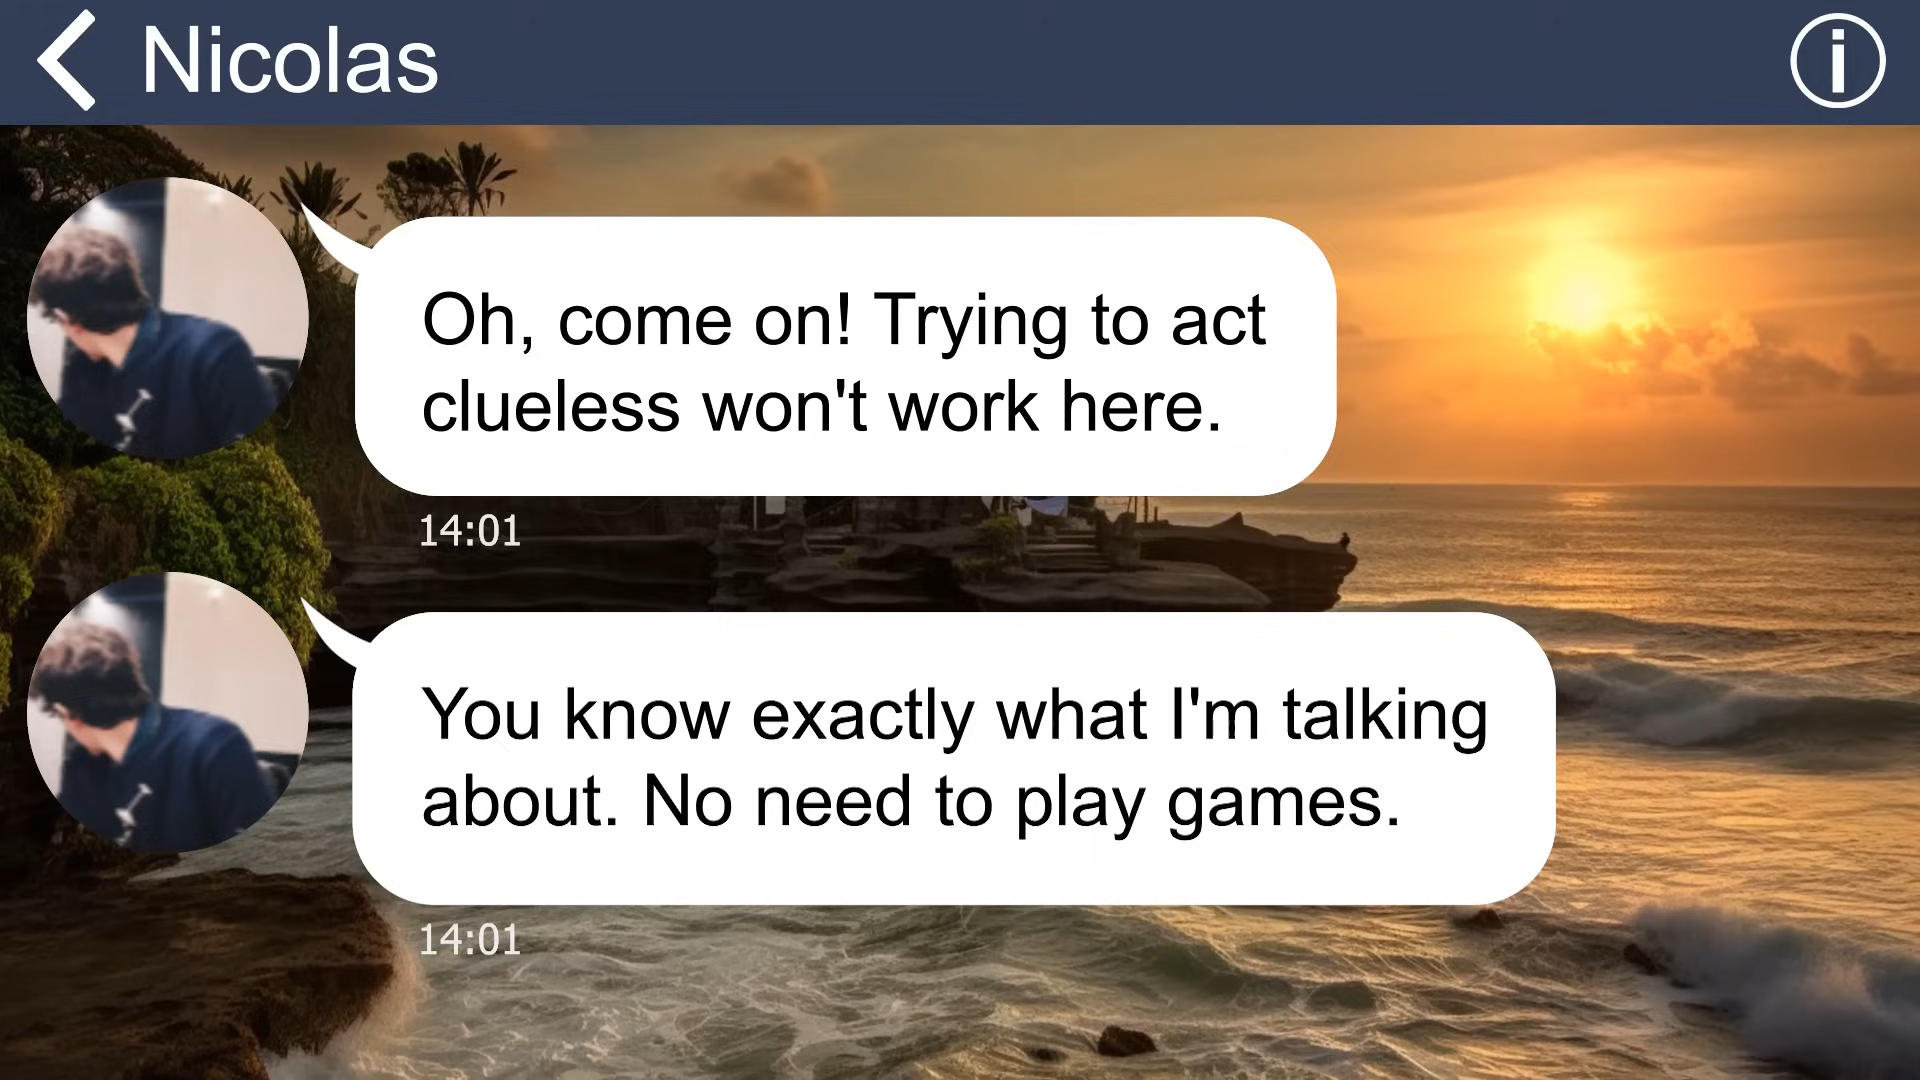 Nicolas
Oh, come on! Trying to act
clueless won't work here.
14:01
You know exactly what I'm talking
about. No need to play games.
14:01